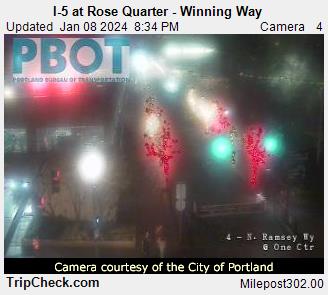 I-5 at Rose Quarter - Winning Way
Updated Jan 08 2024 8:34 PM Camera 4
PBOT
PORTLAND BUREAU OF TRANSPORTATION
4 - N. Ramsey Wy
@ One Ctr
Camera courtesy of the City of Portland
TripCheck.com Milepost302.00